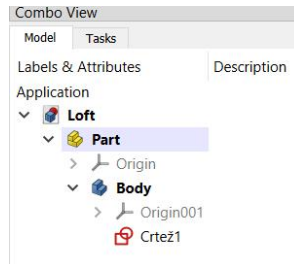 Combo View
Model Tasks
Labels & Attributes Description
Application
Loft
Part
Origin
Body
Origin001
Crtež1